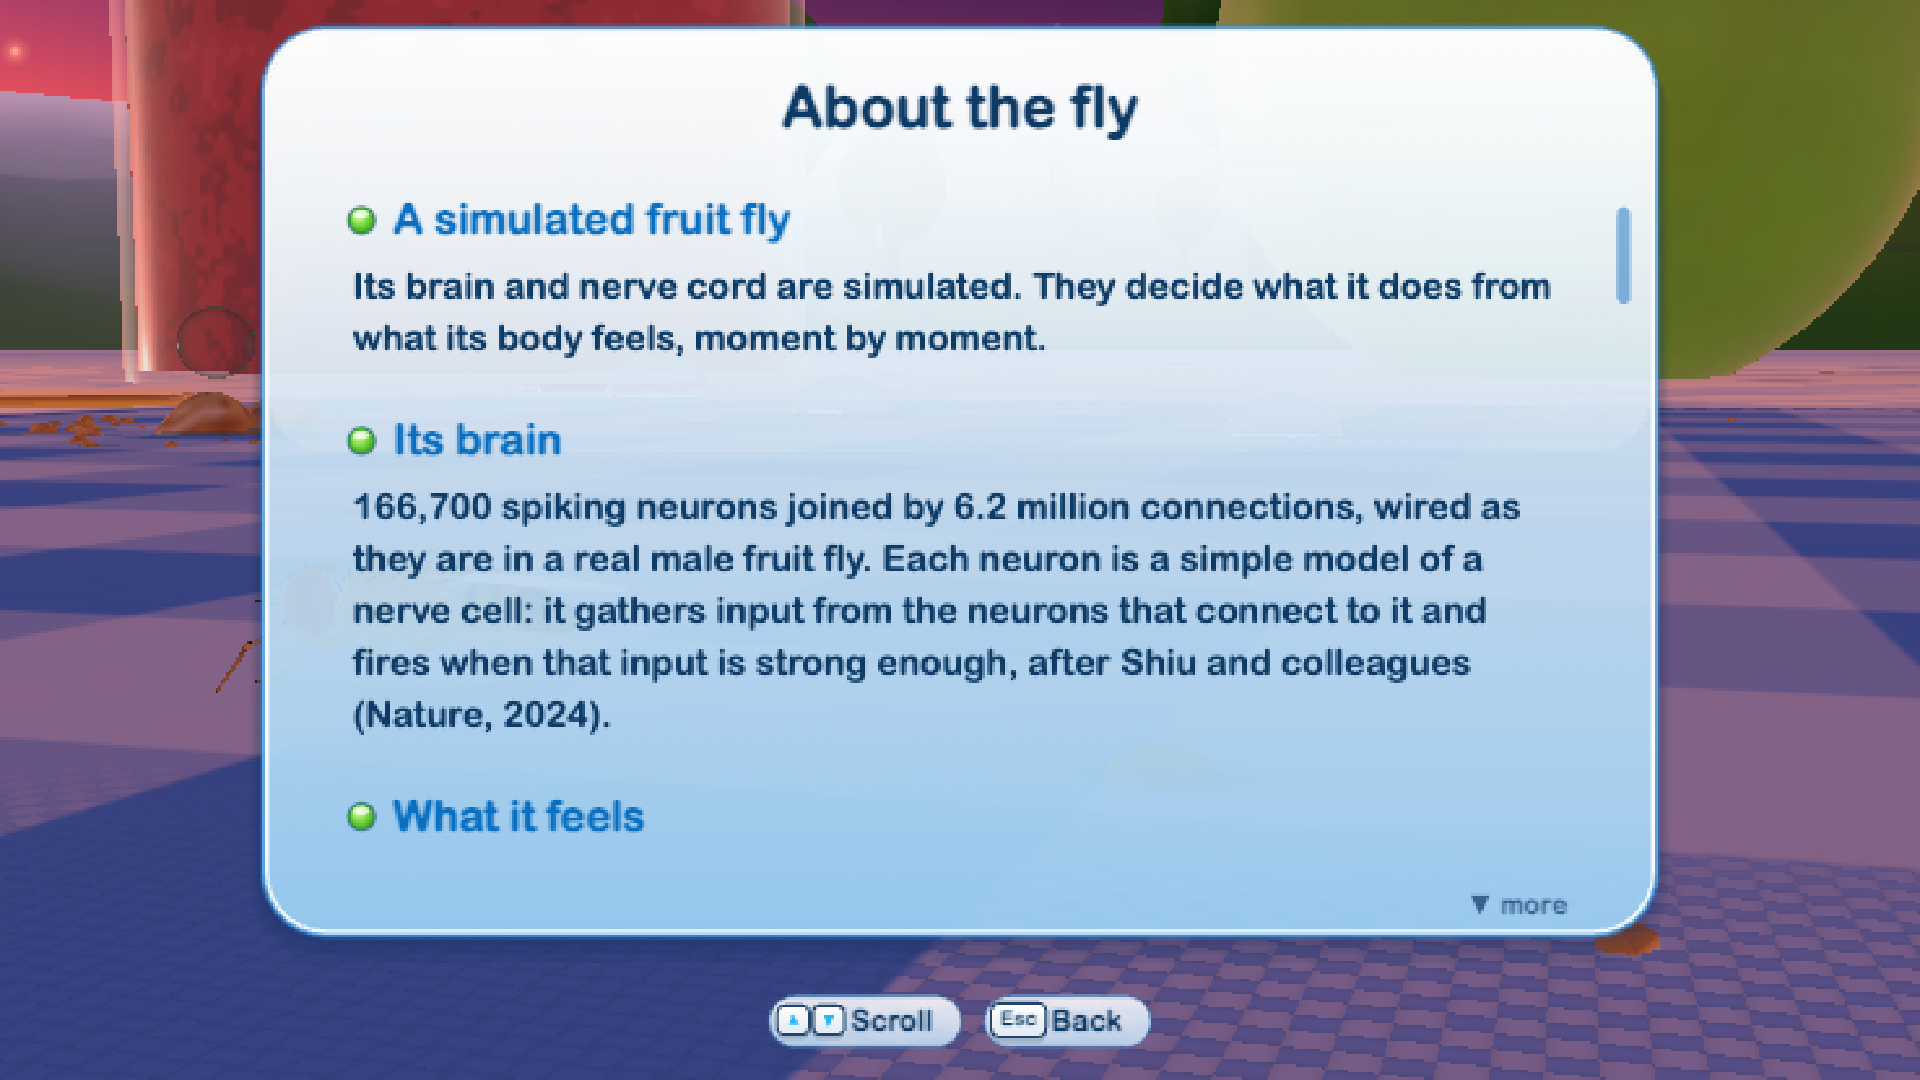 About the fly
A simulated fruit fly
Its brain and nerve cord are simulated. They decide what it does from
what its body feels, moment by moment.
Its brain
166,700 spiking neurons joined by 6.2 million connections, wired as
they are in a real male fruit fly. Each neuron is a simple model of a
nerve cell: it gathers input from the neurons that connect to it and
fires when that input is strong enough, after Shiu and colleagues
(Nature, 2024).
What it feels
▼ more
▲ ▼ Scroll Esc Back